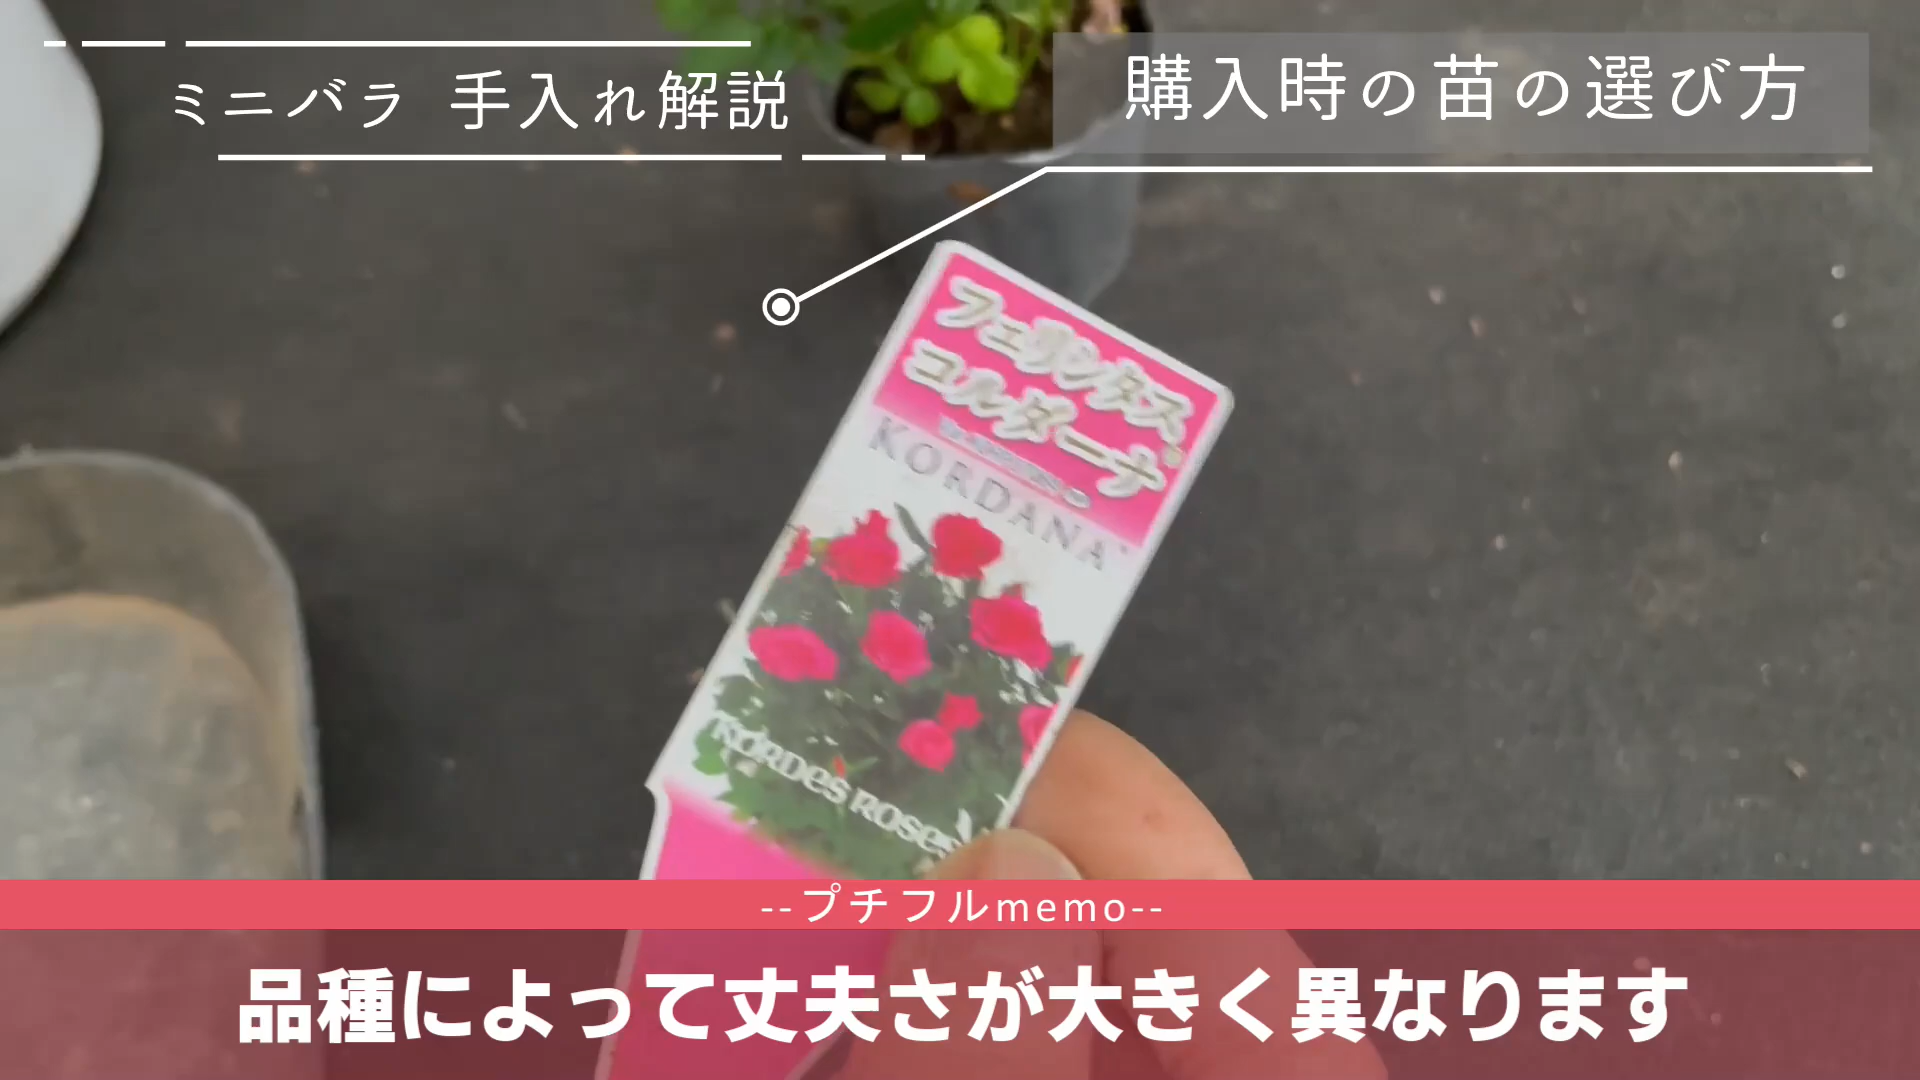 ミニバラ 手入れ解説
購入時の苗の選び方
フェリシタス
コルダーナ
KORDANA
KORDES ROSES
--プチフルmemo--
品種によって丈夫さが大きく異なります